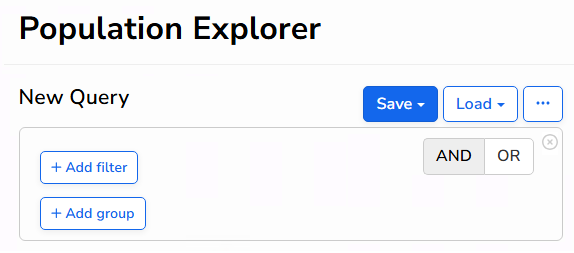 Population Explorer
New Query
Save
Load
...
+ Add filter
AND
OR
+ Add group